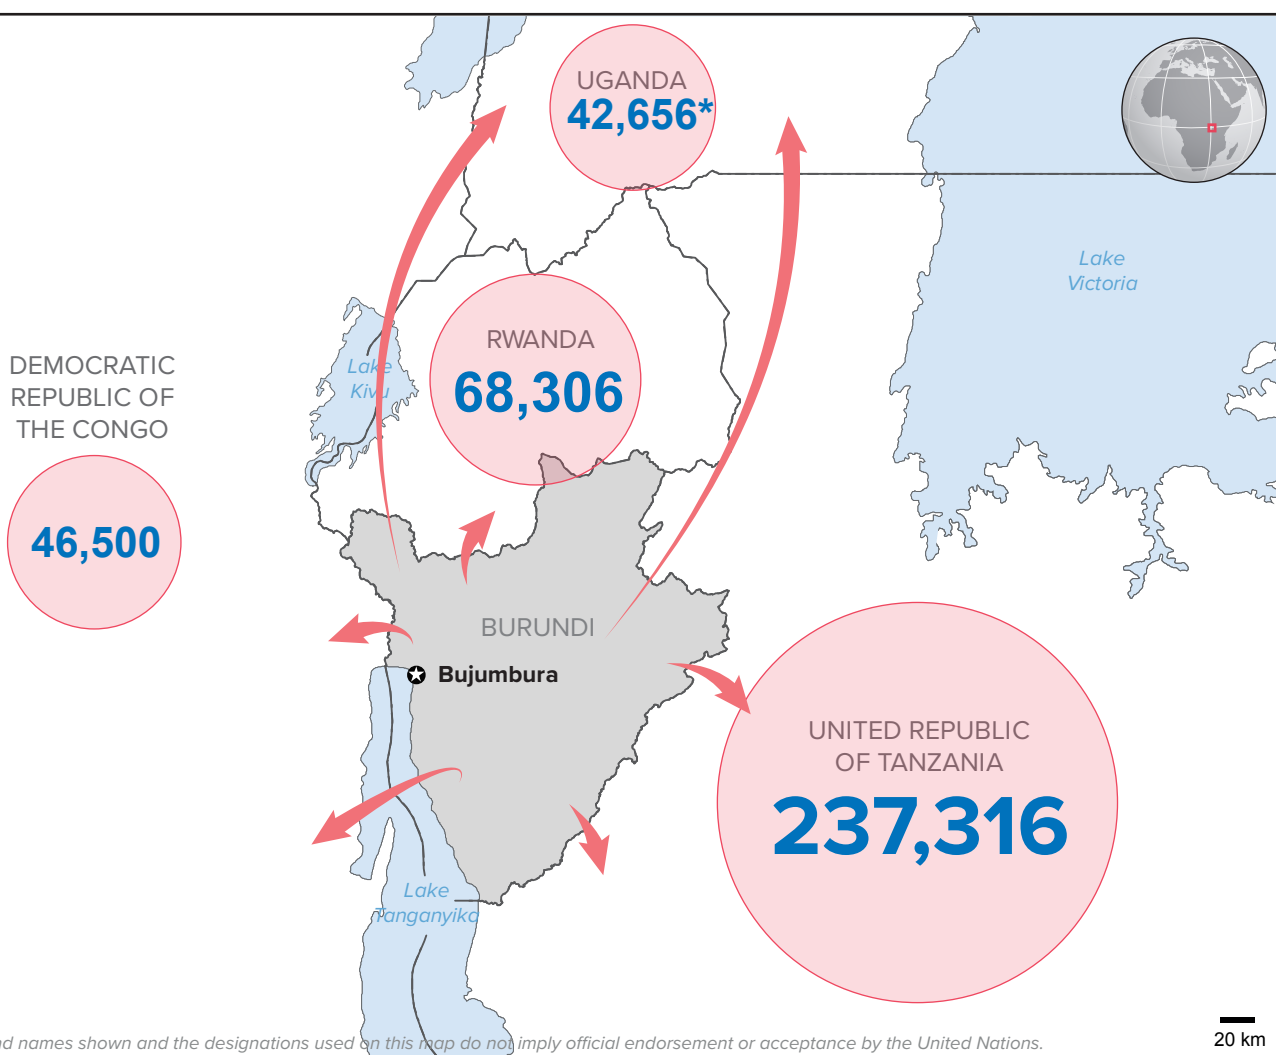 UGANDA
42,656*
Lake
Victoria
RWANDA
68,306
Lake
Kivu
DEMOCRATIC
REPUBLIC OF
THE CONGO
46,500
BURUNDI
Bujumbura
UNITED REPUBLIC
OF TANZANIA
237,316
Lake
Tanganyika
names shown and the designations used on this map do not imply official endorsement or acceptance by the United Nations.
20 km